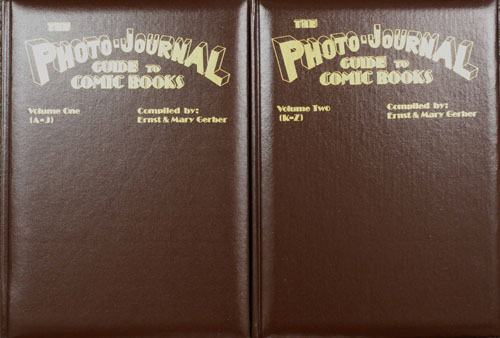 THE
PHOTO-JOURNAL
GUIDE TO
COMIC BOOKS
Volume One
(A-J)
Compiled by:
Ernst & Mary Gerber
THE
PHOTO-JOURNAL
GUIDE TO
COMIC BOOKS
Volume Two
(K-Z)
Compiled by:
Ernst & Mary Gerber